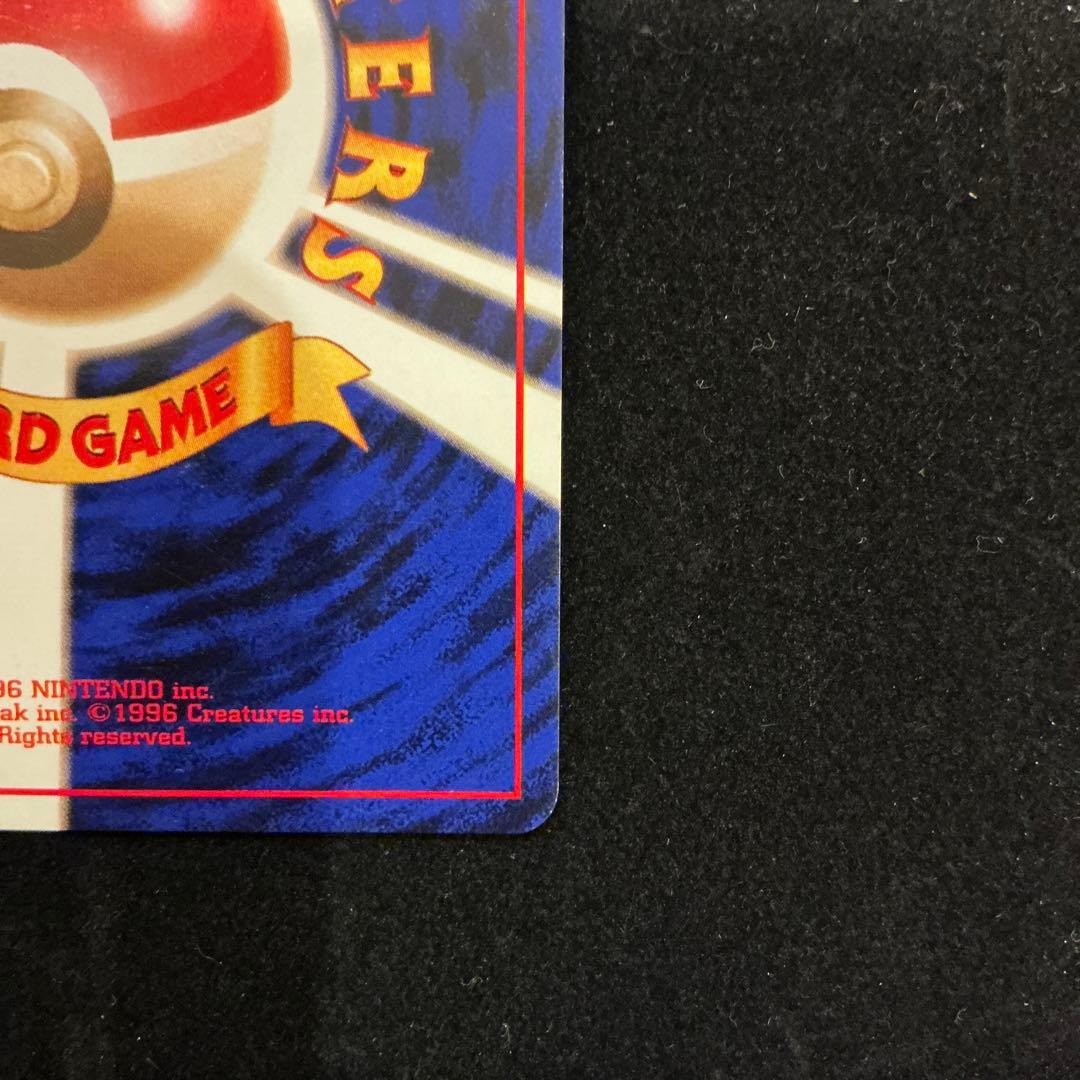 ERS
RD GAME
96 NINTENDO inc.
ak inc. ©1996 Creatures inc.
Rights reserved.